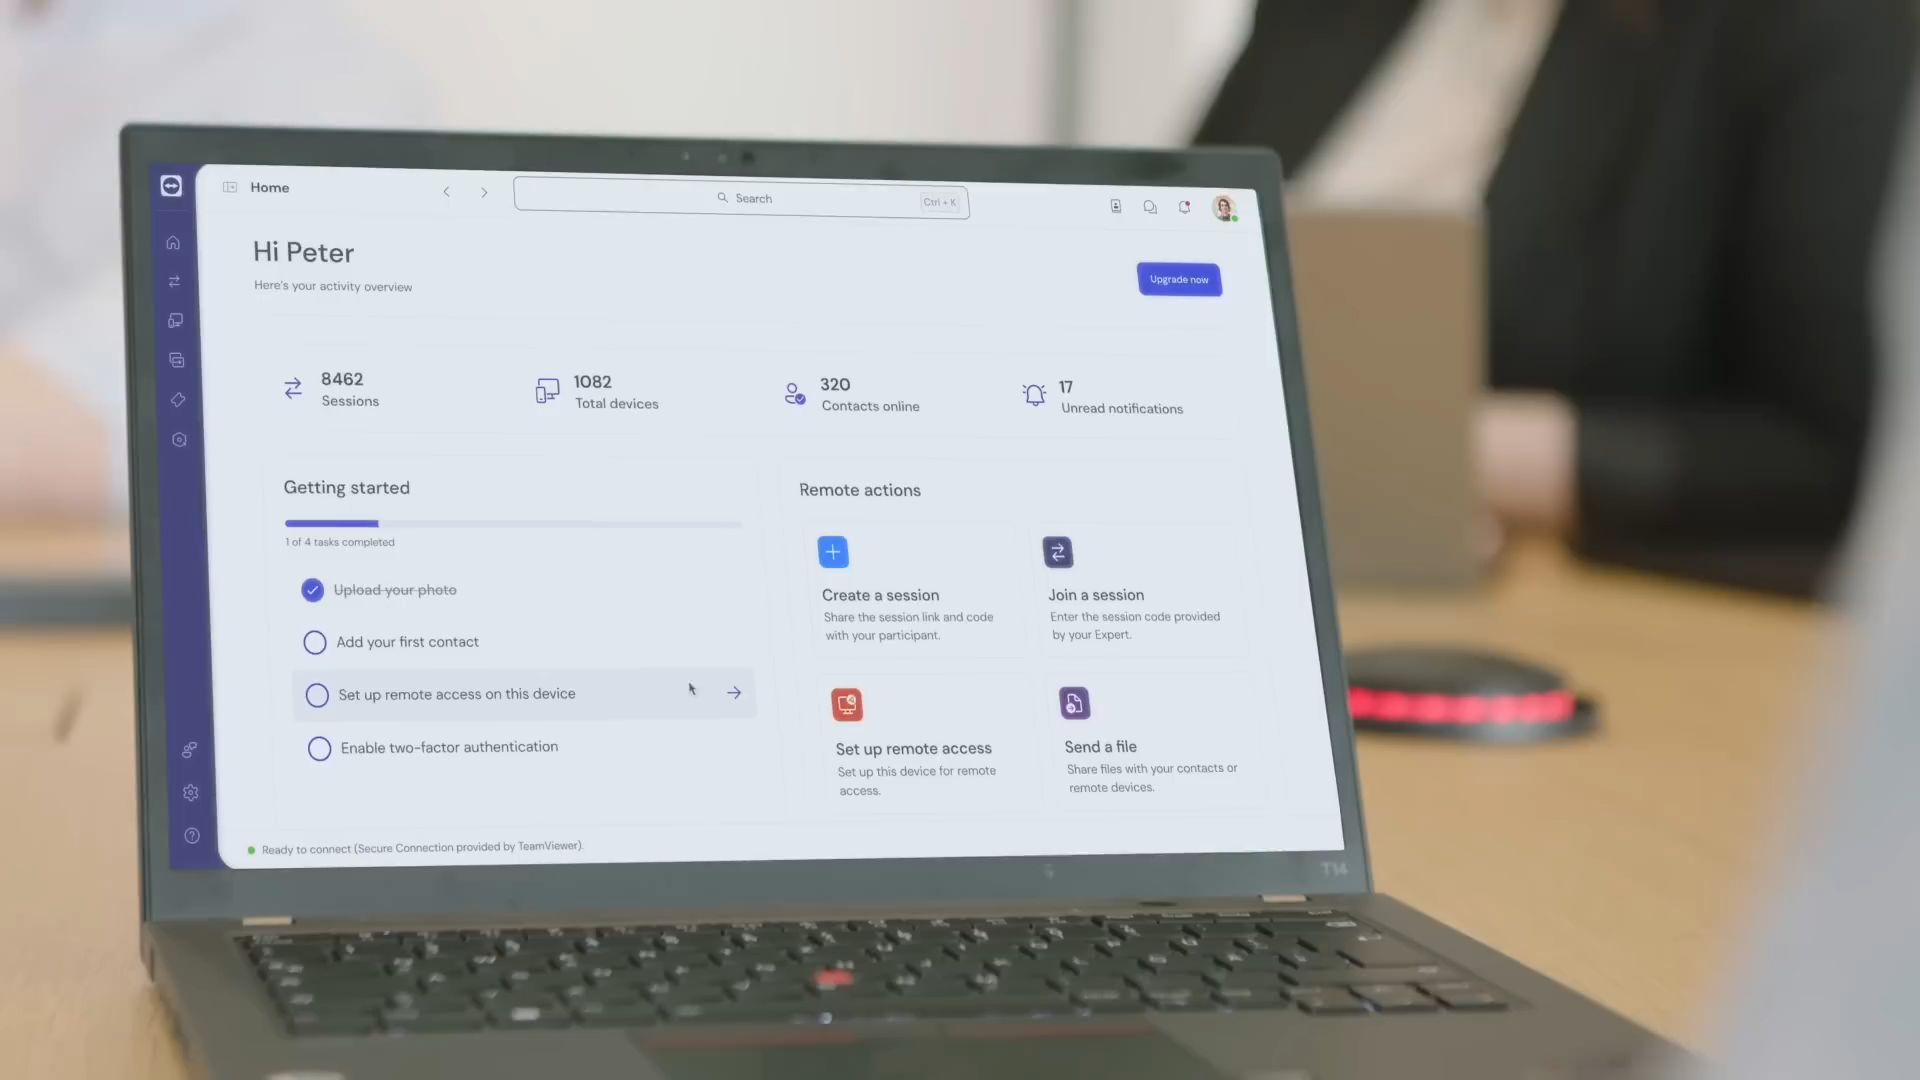 Home
Search
Ctrl + K
Hi Peter
Here's your activity overview
Upgrade now
8462
Sessions
1082
Total devices
320
Contacts online
17
Unread notifications
Getting started
1 of 4 tasks completed
Upload your photo
Add your first contact
Set up remote access on this device
Enable two-factor authentication
Remote actions
Create a session
Share the session link and code
with your participant.
Join a session
Enter the session code provided
by your Expert.
Set up remote access
Set up this device for remote
access.
Send a file
Share files with your contacts or
remote devices.
Ready to connect (Secure Connection provided by TeamViewer).
T14